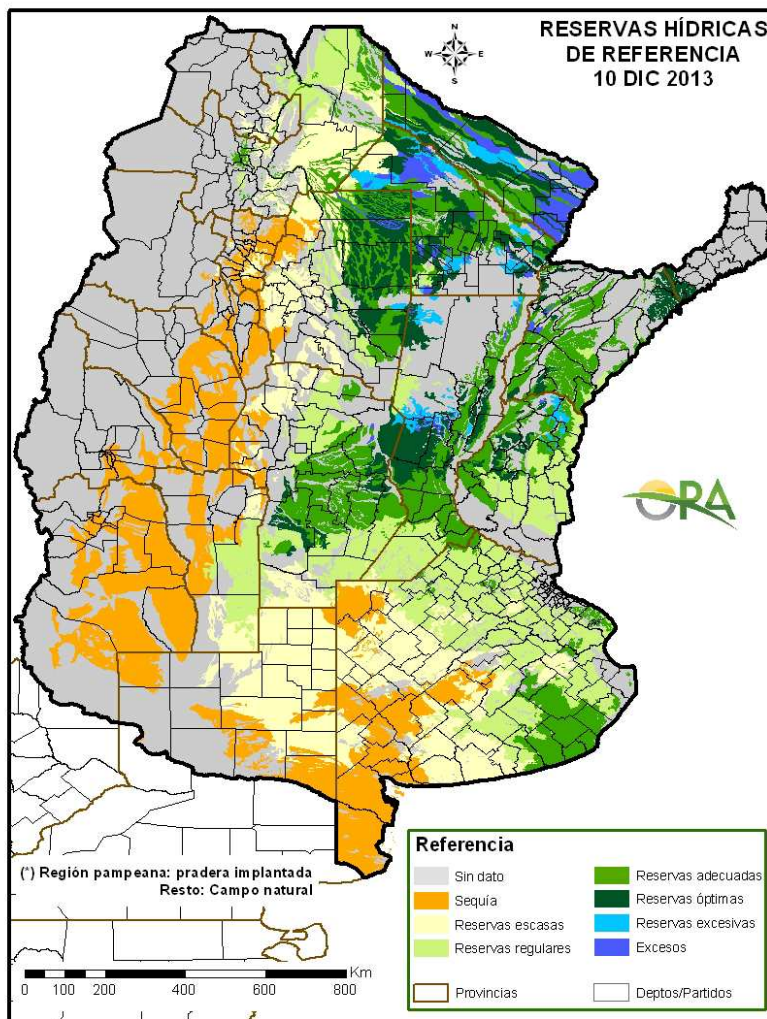 RESERVAS HÍDRICAS
DE REFERENCIA
10 DIC 2013
N
W E
S
OPA
(*) Región pampeana: pradera implantada
Resto: Campo natural
Referencia
Sin dato
Sequía
Reservas escasas
Reservas regulares
Reservas adecuadas
Reservas óptimas
Reservas excesivas
Excesos
Provincias
Deptos/Partidos
Km
0 100 200 400 600 800